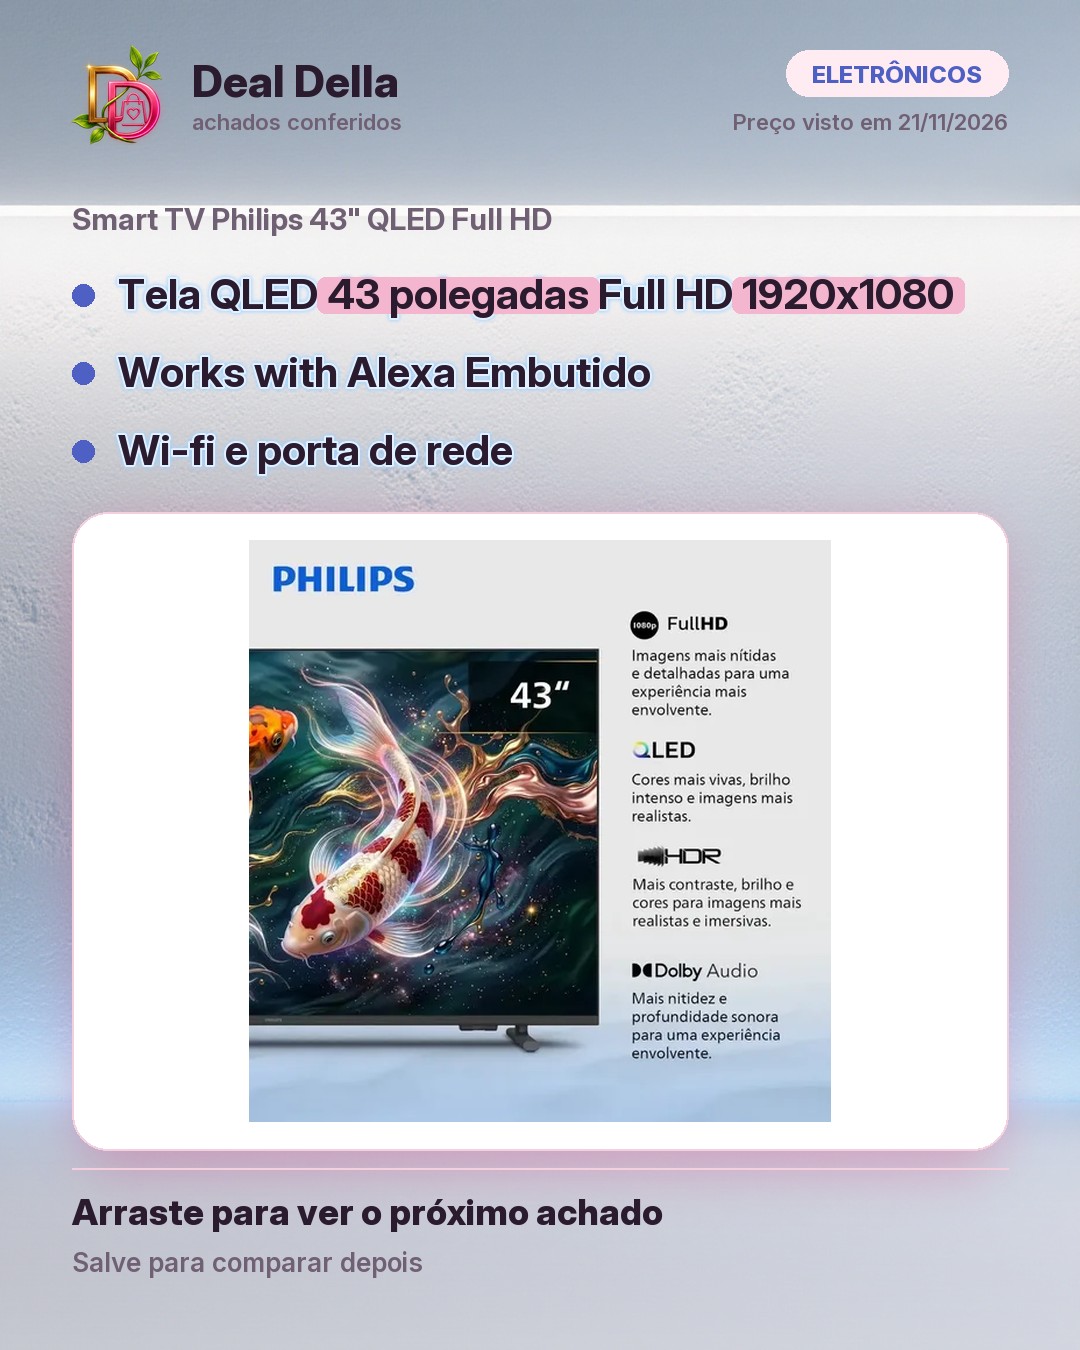 Deal Della
achados conferidos
ELETRÔNICOS
Preço visto em 21/11/2026
Smart TV Philips 43" QLED Full HD
Tela QLED 43 polegadas Full HD 1920x1080
Works with Alexa Embutido
Wi-fi e porta de rede
PHILIPS
43“
1080p FullHD
Imagens mais nítidas
e detalhadas para uma
experiência mais
envolvente.
QLED
Cores mais vivas, brilho
intenso e imagens mais
realistas.
HDR
Mais contraste, brilho e
cores para imagens mais
realistas e imersivas.
Dolby Audio
Mais nitidez e
profundidade sonora
para uma experiência
envolvente.
Arraste para ver o próximo achado
Salve para comparar depois